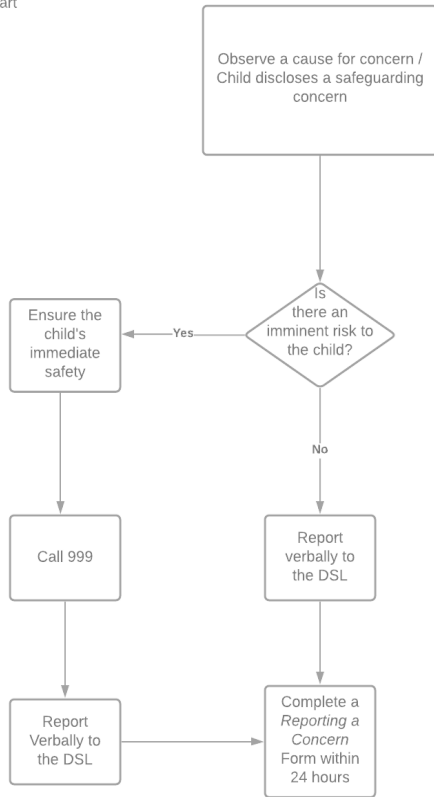 art
Observe a cause for concern /
Child discloses a safeguarding
concern
Is
there an
imminent risk to
the child?
Yes
Ensure the
child's
immediate
safety
No
Call 999
Report
verbally to
the DSL
Report
Verbally to
the DSL
Complete a
Reporting a
Concern
Form within
24 hours